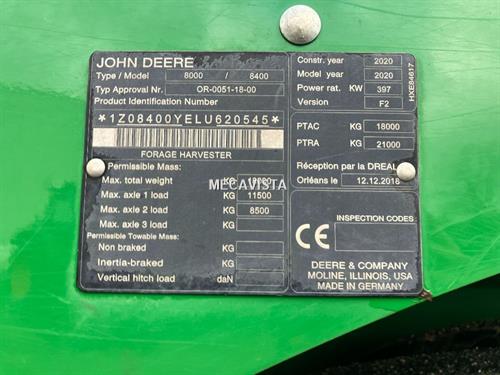 JOHN DEERE
Type / Model 8000 / 8400
Typ Approval Nr. OR-0051-18-00
Product Identification Number
*1Z08400YELU620545*
FORAGE HARVESTER
Permissible Mass:
Max. total weight KG
MECAVISTA
Max. axle 1 load KG 11500
Max. axle 2 load KG 8500
Max. axle 3 load KG
Permissible Towable Mass:
Non braked KG
Inertia-braked KG
Vertical hitch load daN
Constr. year 2020
Model year 2020
Power rat. KW 397
Version F2
HXE84617
PTAC KG 18000
PTRA KG 21000
Réception par la DREAL
Orléans le 12.12.2018
INSPECTION CODES:
CE
DEERE & COMPANY
MOLINE, ILLINOIS, USA
MADE IN GERMANY